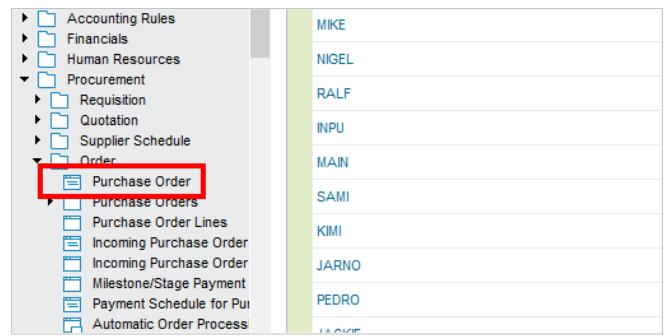 Accounting Rules
Financials
Human Resources
Procurement
Requisition
Quotation
Supplier Schedule
Order
Purchase Order
Purchase Orders
Purchase Order Lines
Incoming Purchase Order
Incoming Purchase Order
Milestone/Stage Payment
Payment Schedule for Pur
Automatic Order Processi
MIKE
NIGEL
RALF
INPU
MAIN
SAMI
KIMI
JARNO
PEDRO
JACKIE